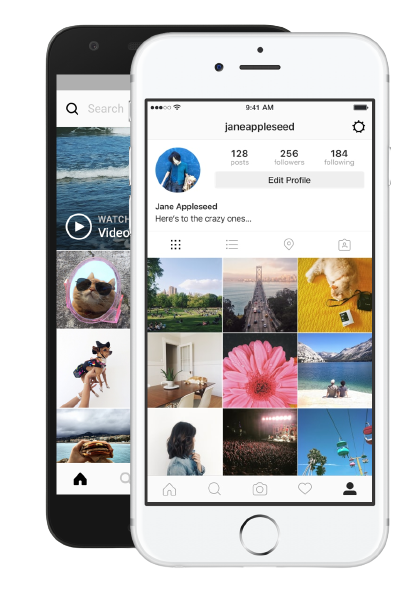 Search
WATCH
Video
9:41 AM
janeappleseed
128
posts
256
followers
184
following
Edit Profile
Jane Appleseed
Here's to the crazy ones...